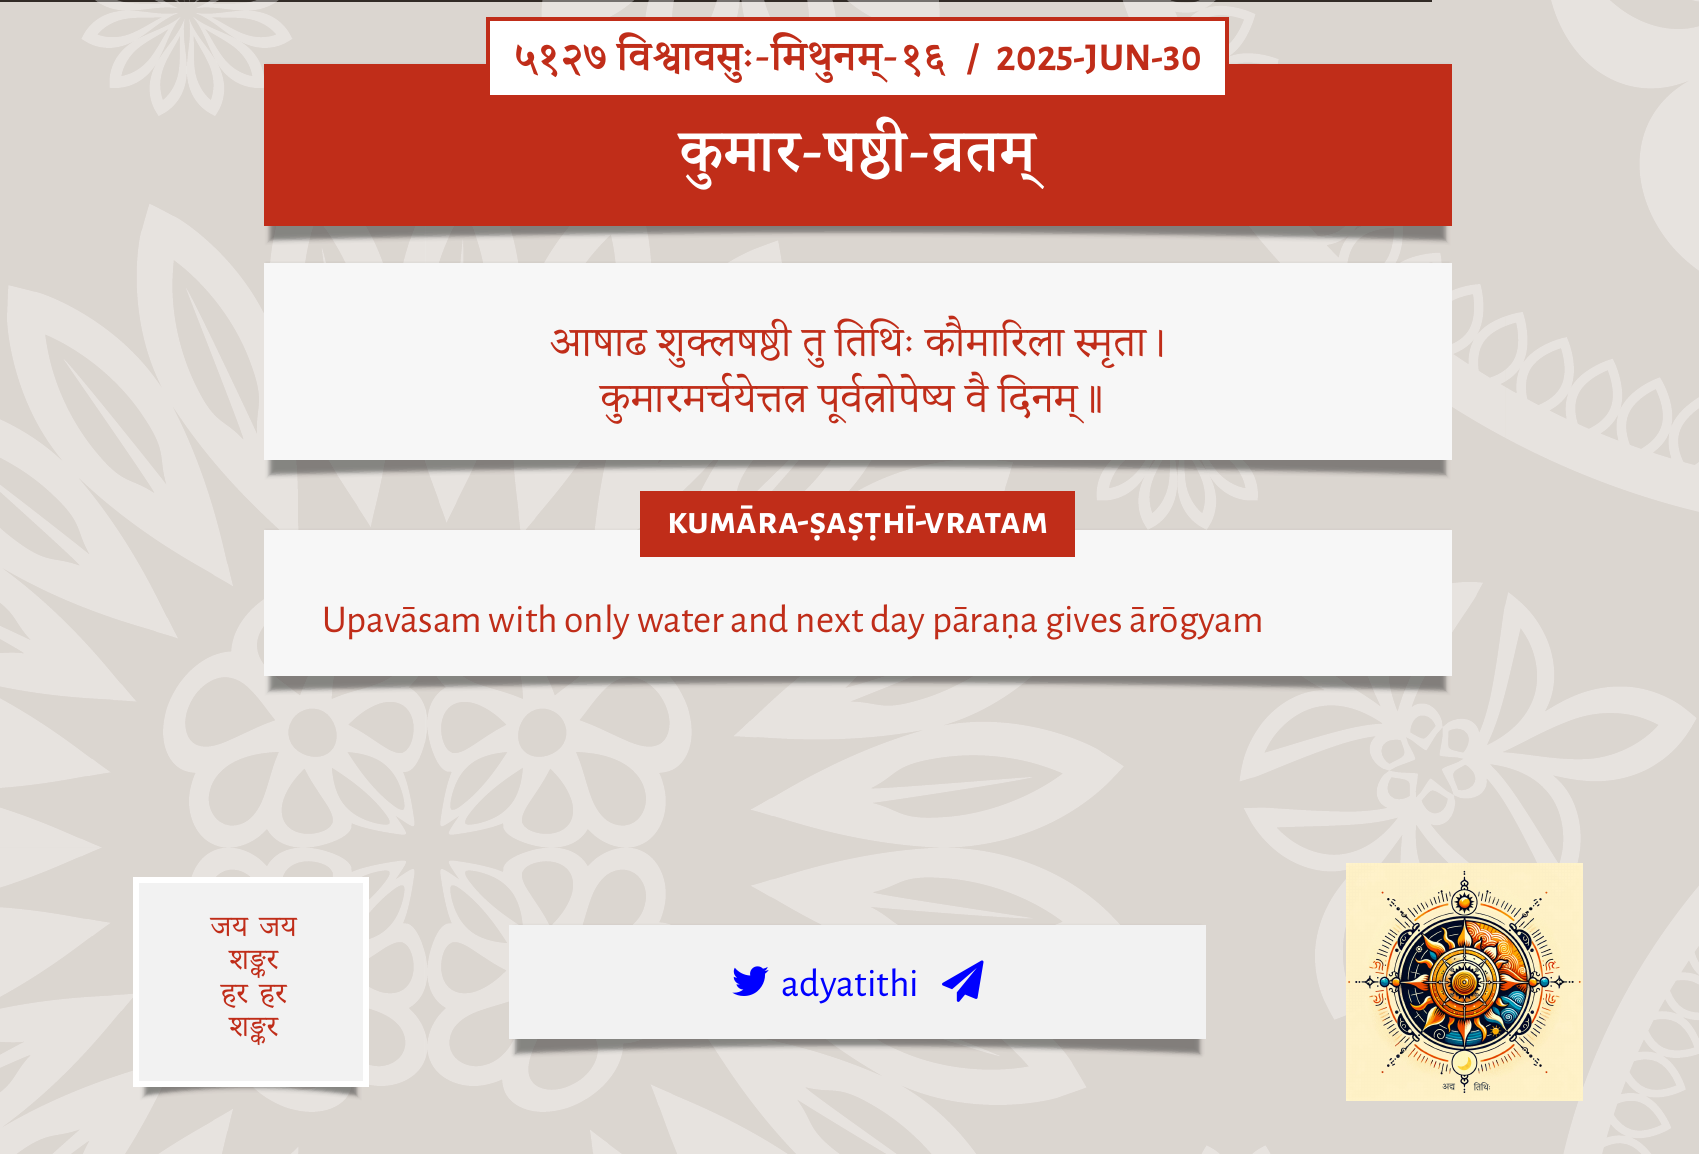 ५१२७ विश्वावसुः-मिथुनम्-१६ / 2025-JUN-30
कुमार-षष्ठी-व्रतम्
आषाढ शुक्लषष्ठी तु तिथिः कौमारिला स्मृता।
कुमारमर्चयेत्तत्र पूर्वत्रोपेष्य वै दिनम्॥
KUMĀRA-ṢAṢṬHĪ-VRATAM
Upavāsam with only water and next day pāraṇa gives ārōgyam
जय जय
शङ्कर
हर हर
शङ्कर
adyatithi
अद्य तिथिः